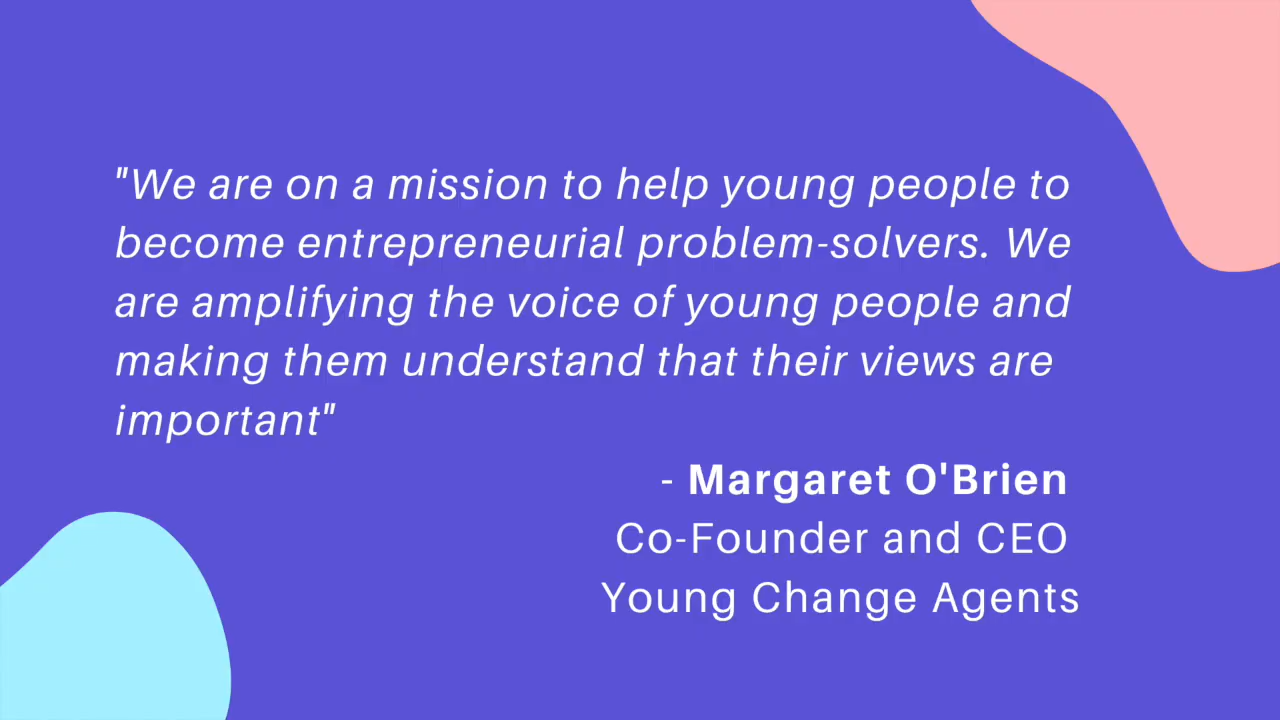 "We are on a mission to help young people to
become entrepreneurial problem-solvers. We
are amplifying the voice of young people and
making them understand that their views are
important"
- Margaret O'Brien
Co-Founder and CEO
Young Change Agents